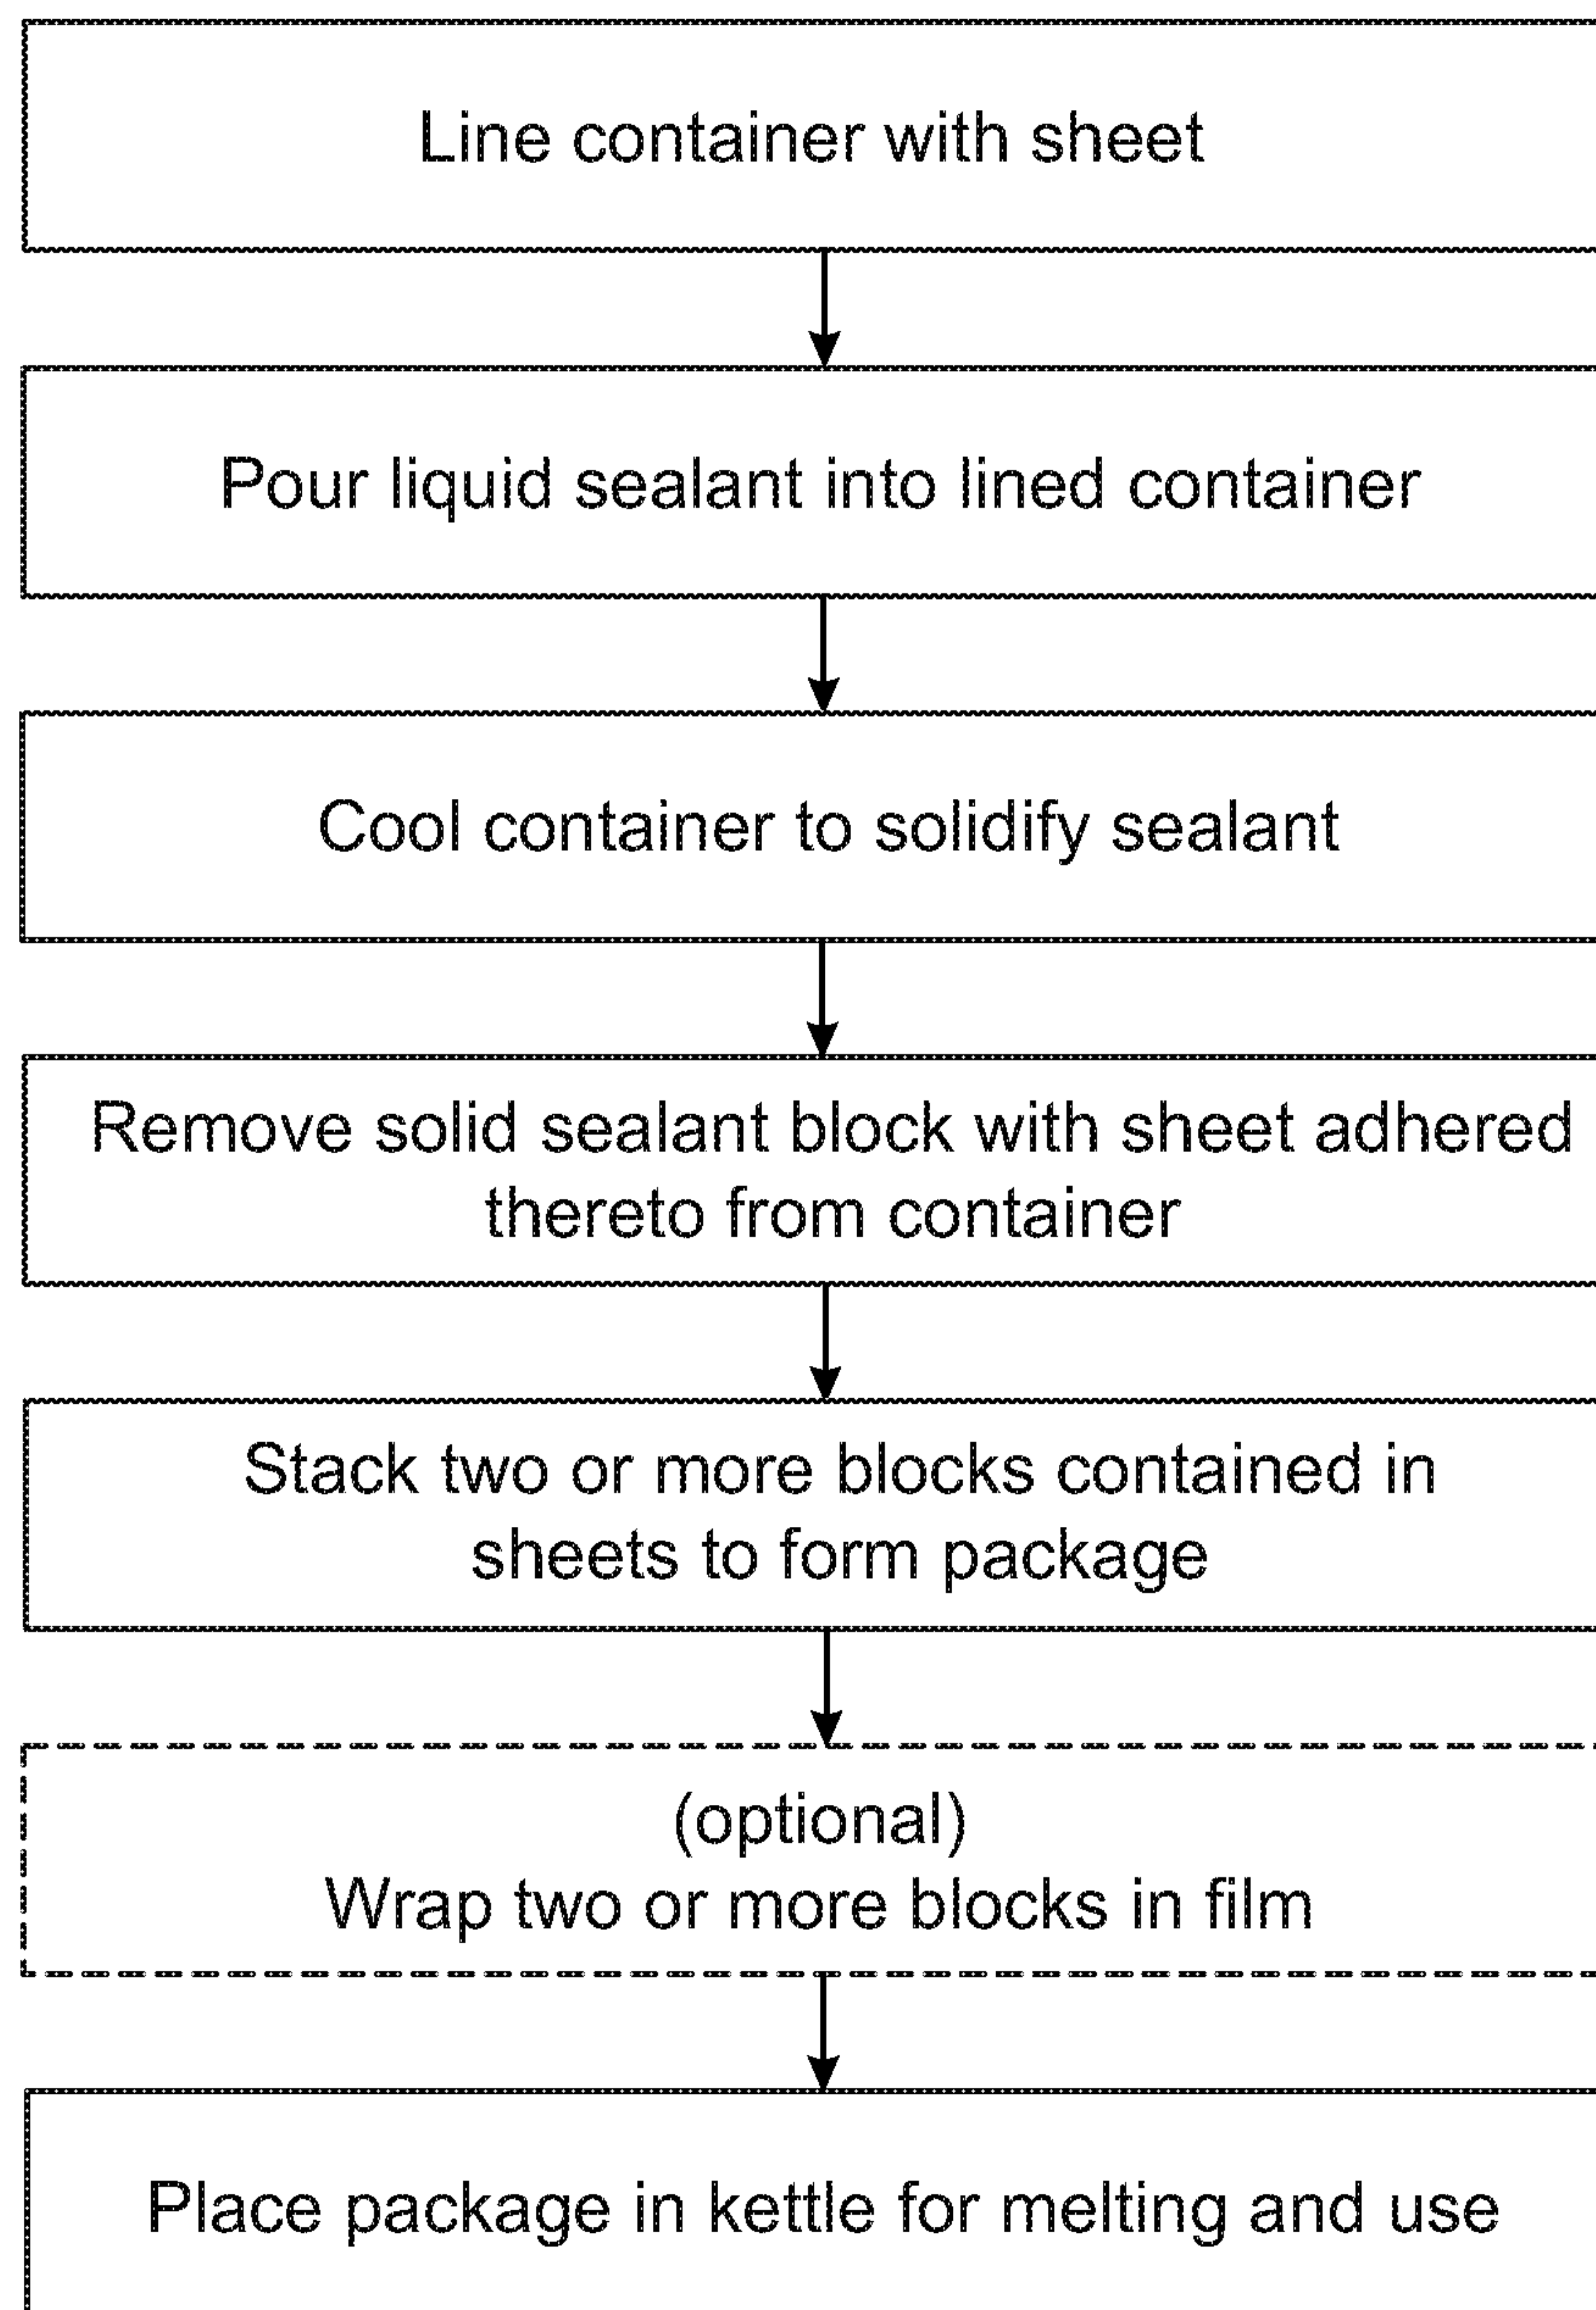 Line container with sheet
Pour liquid sealant into lined container
Cool container to solidify sealant
Remove solid sealant block with sheet adhered
thereto from container
Stack two or more blocks contained in
sheets to form package
(optional)
Wrap two or more blocks in film
Place package in kettle for melting and use